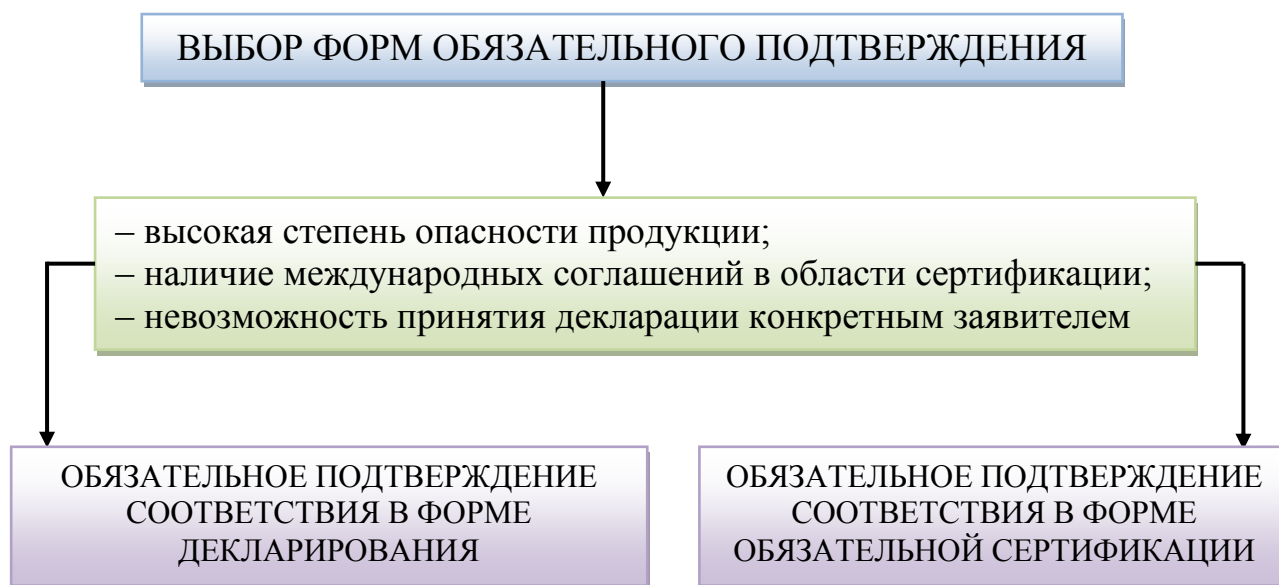 ВЫБОР ФОРМ ОБЯЗАТЕЛЬНОГО ПОДТВЕРЖДЕНИЯ
– высокая степень опасности продукции;
– наличие международных соглашений в области сертификации;
– невозможность принятия декларации конкретным заявителем
ОБЯЗАТЕЛЬНОЕ ПОДТВЕРЖДЕНИЕ
СООТВЕТСТВИЯ В ФОРМЕ
ДЕКЛАРИРОВАНИЯ
ОБЯЗАТЕЛЬНОЕ ПОДТВЕРЖДЕНИЕ
СООТВЕТСТВИЯ В ФОРМЕ
ОБЯЗАТЕЛЬНОЙ СЕРТИФИКАЦИИ